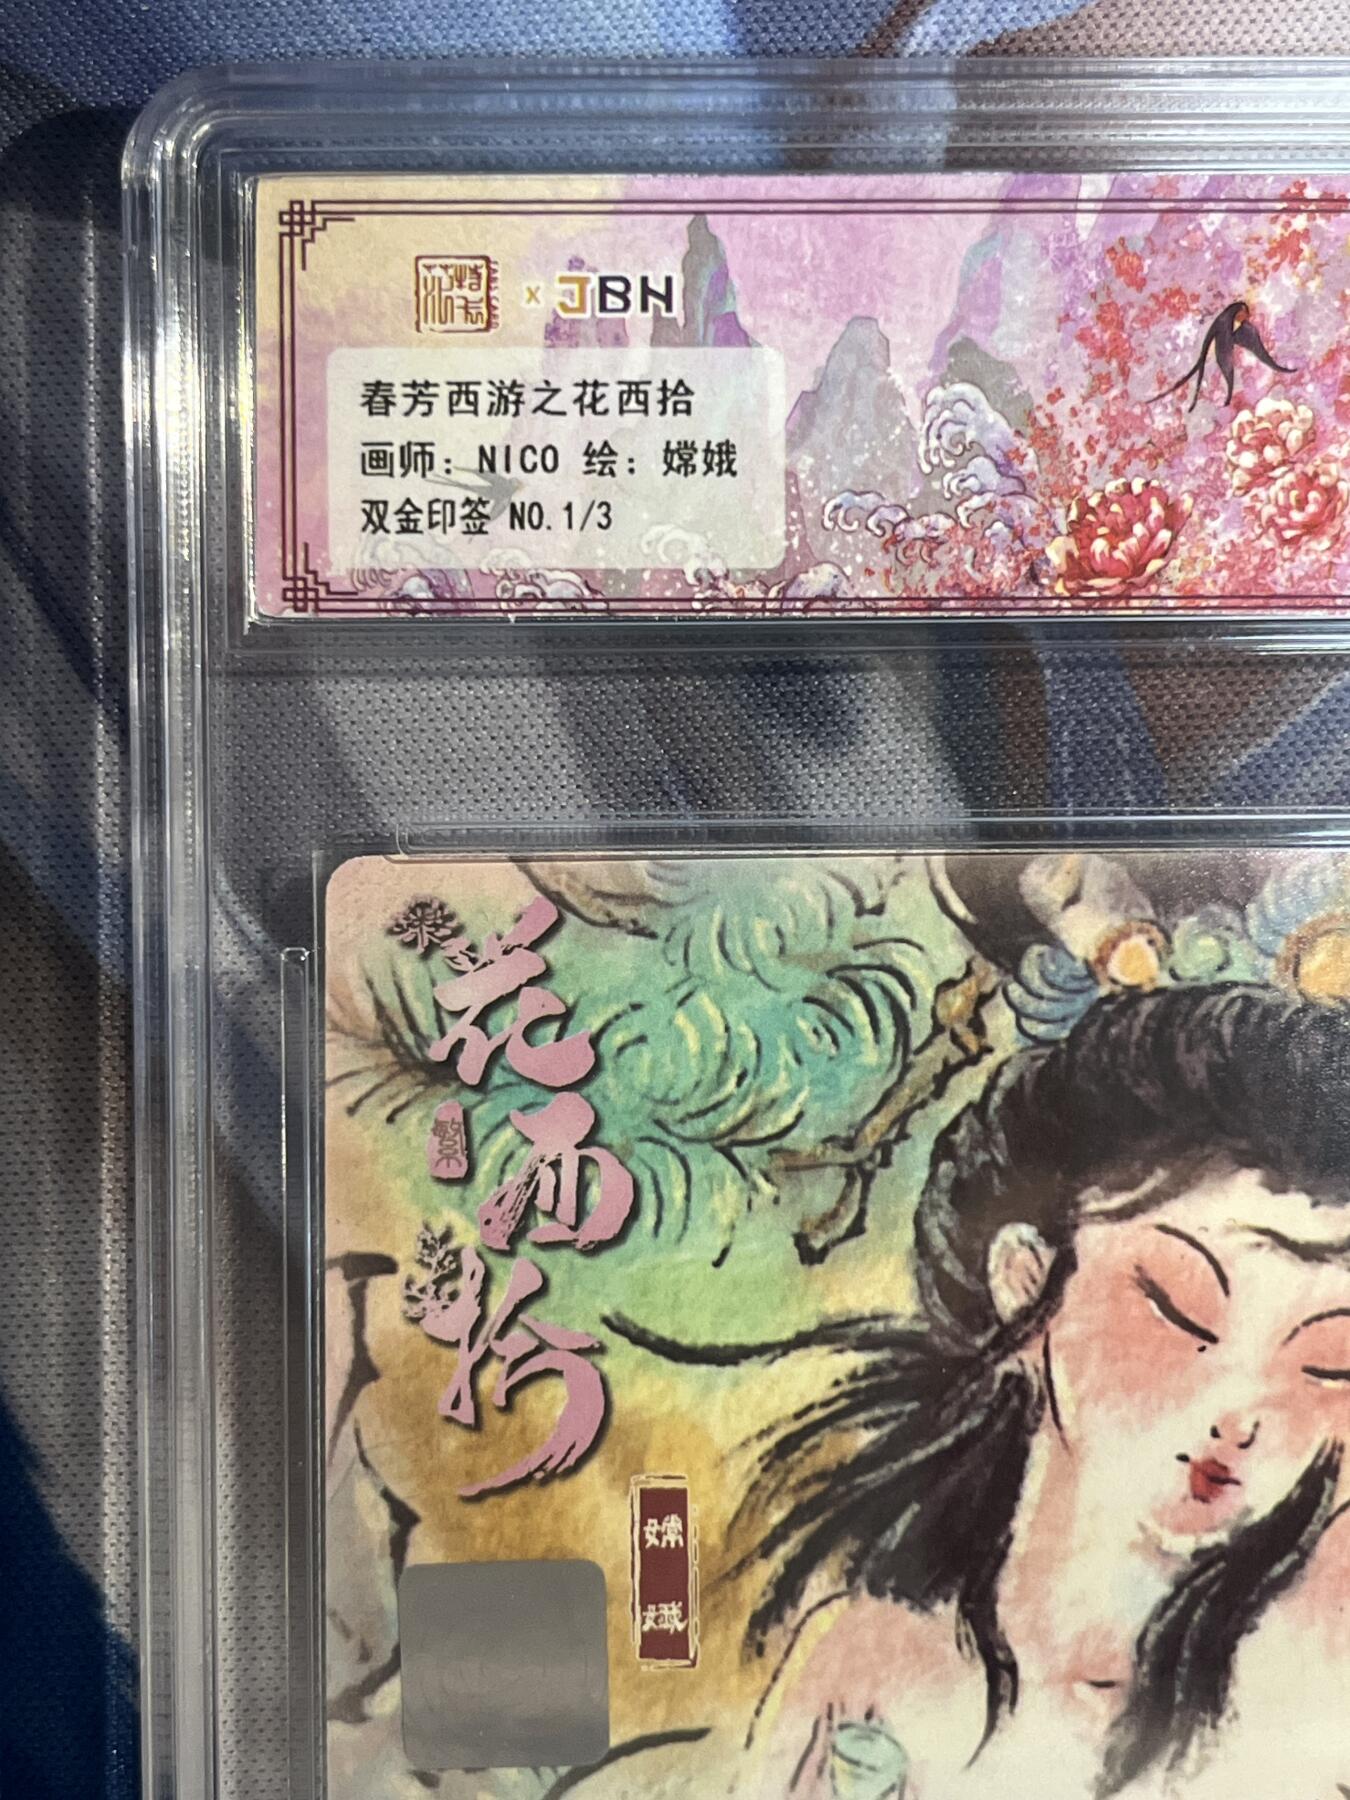 x JBH
春芳西游之花西拾
画师：NICO 绘：嫦娥
双金印签 NO.1/3
花西拾
嫦娥